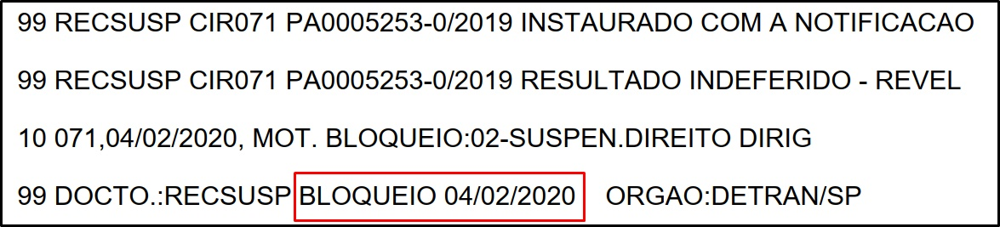 99 RECSUSP CIR071 PA0005253-0/2019 INSTAURADO COM A NOTIFICACAO
99 RECSUSP CIR071 PA0005253-0/2019 RESULTADO INDEFERIDO - REVEL
10 071,04/02/2020, MOT. BLOQUEIO:02-SUSPEN.DIREITO DIRIG
99 DOCTO.:RECSUSP BLOQUEIO 04/02/2020 ORGAO:DETRAN/SP